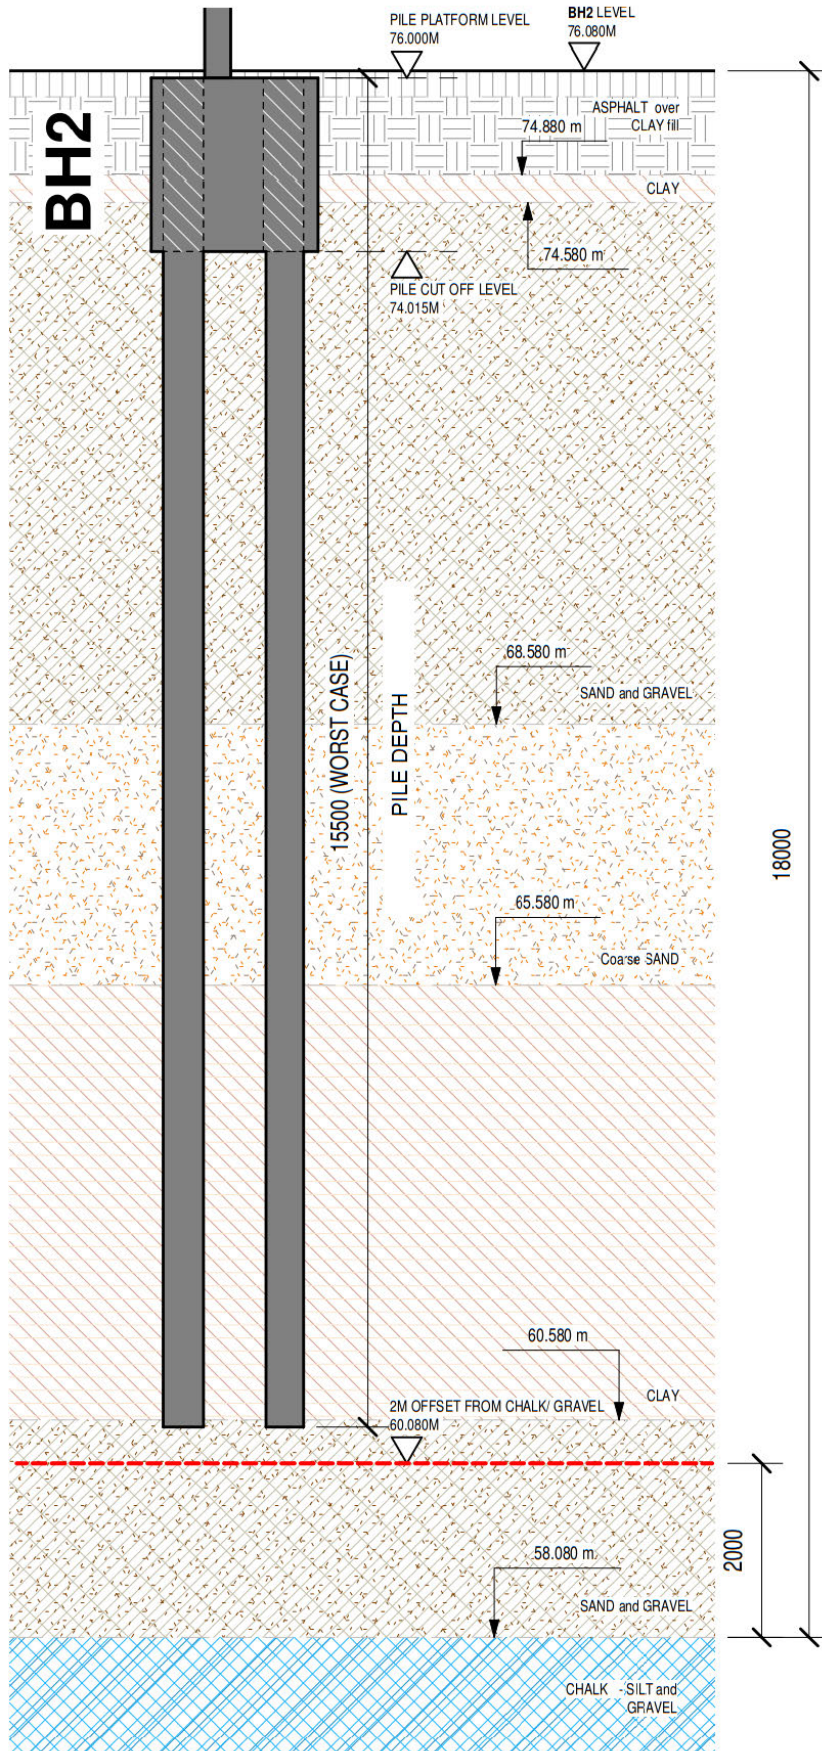 PILE PLATFORM LEVEL
76.000M
BH2 LEVEL
76.080M
BH2
ASPHALT over
CLAY fill
74.880 m
CLAY
74.580 m
PILE CUT OFF LEVEL
74.015M
68.580 m
SAND and GRAVEL
15500 (WORST CASE)
PILE DEPTH
18000
65.580 m
Coarse SAND
60.580 m
CLAY
2M OFFSET FROM CHALK/ GRAVEL
60.080M
2000
58.080 m
SAND and GRAVEL
CHALK - SILT and
GRAVEL